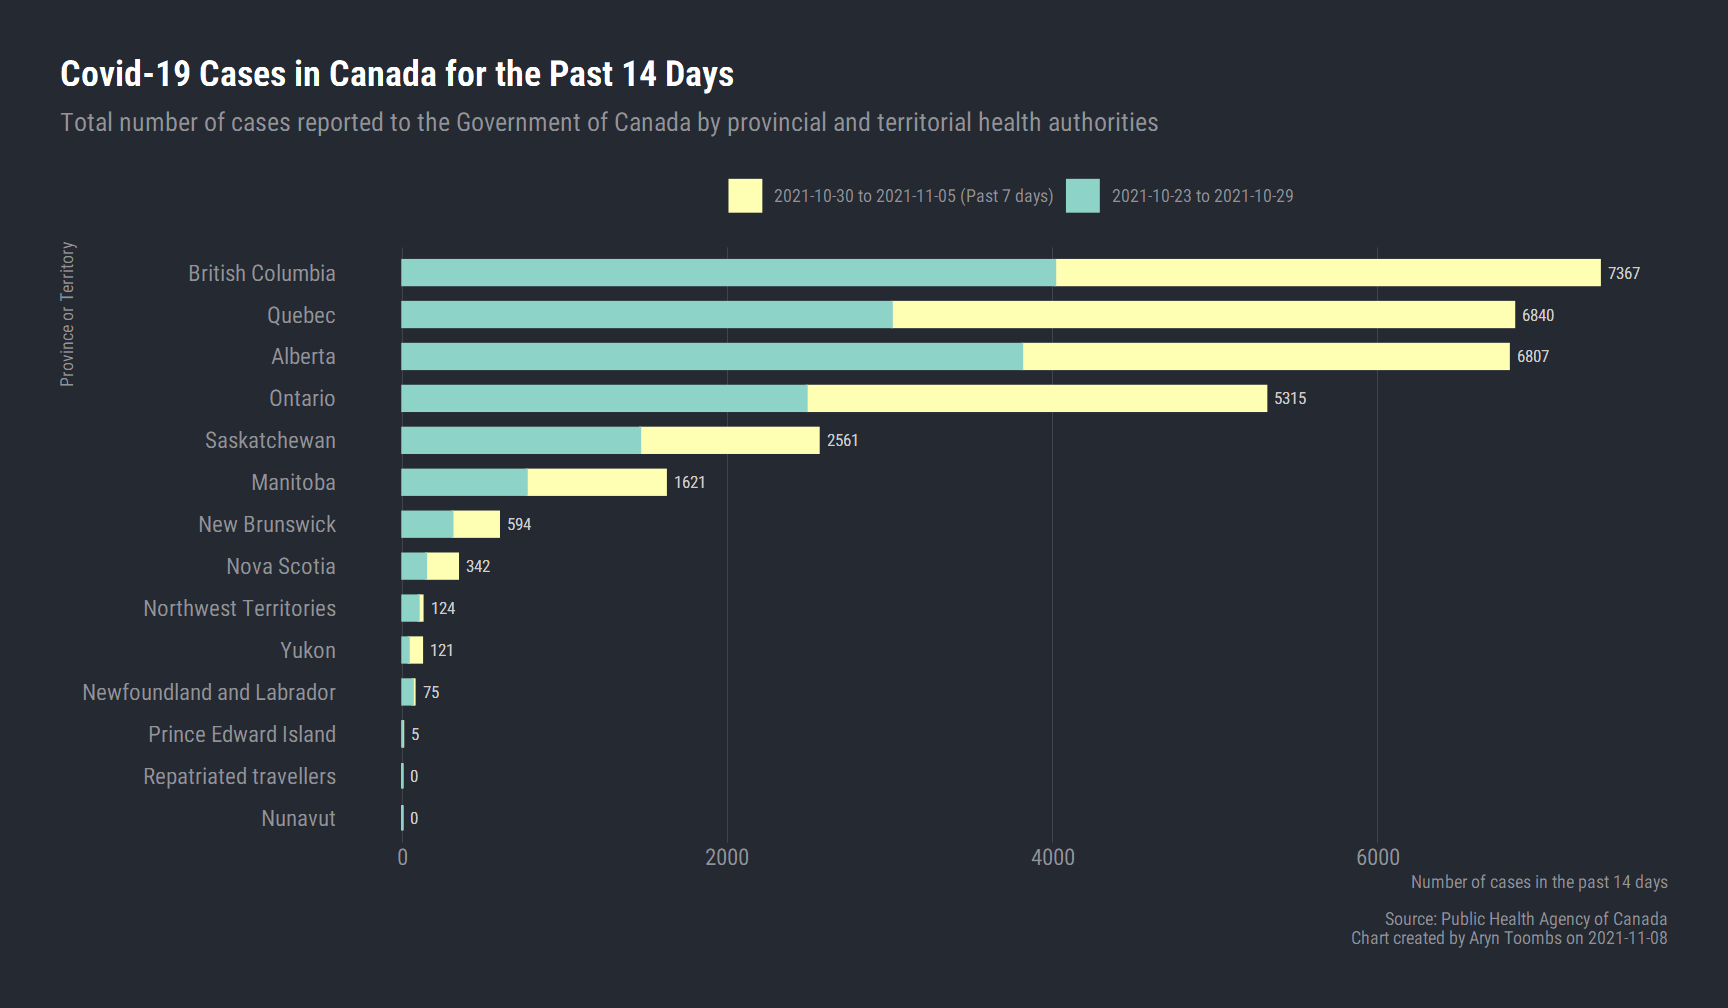 Covid-19 Cases in Canada for the Past 14 Days
Total number of cases reported to the Government of Canada by provincial and territorial health authorities
2021-10-30 to 2021-11-05 (Past 7 days)
2021-10-23 to 2021-10-29
Province or Territory
British Columbia 7367
Quebec 6840
Alberta 6807
Ontario 5315
Saskatchewan 2561
Manitoba 1621
New Brunswick 594
Nova Scotia 342
Northwest Territories 124
Yukon 121
Newfoundland and Labrador 75
Prince Edward Island 5
Repatriated travellers 0
Nunavut 0
0 2000 4000 6000
Number of cases in the past 14 days
Source: Public Health Agency of Canada
Chart created by Aryn Toombs on 2021-11-08